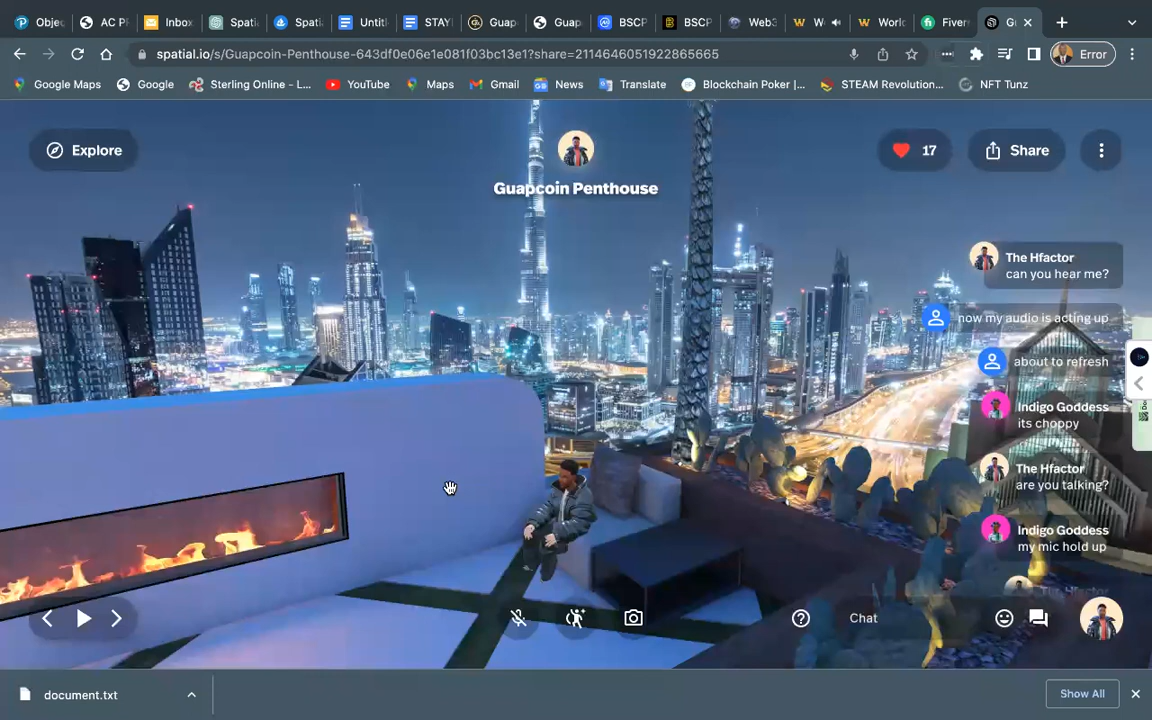 Objec
AC P
Inbox
Spati
Spati
Untitl
STAY
Guap
Guap
BSCP
BSCP
Web3
W
World
Fiverr
Gu
spatial.io/s/Guapcoin-Penthouse-643df0e06e1e081f03bc13e1?share=2114646051922865665
Error
Google Maps
Google
Sterling Online - L...
YouTube
Maps
Gmail
News
Translate
Blockchain Poker |...
STEAM Revolution...
NFT Tunz
Explore
17
Share
Guapcoin Penthouse
The Hfactor
can you hear me?
now my audio is acting up
about to refresh
Indigo Goddess
its choppy
The Hfactor
are you talking?
Indigo Goddess
my mic hold up
Chat
document.txt
Show All